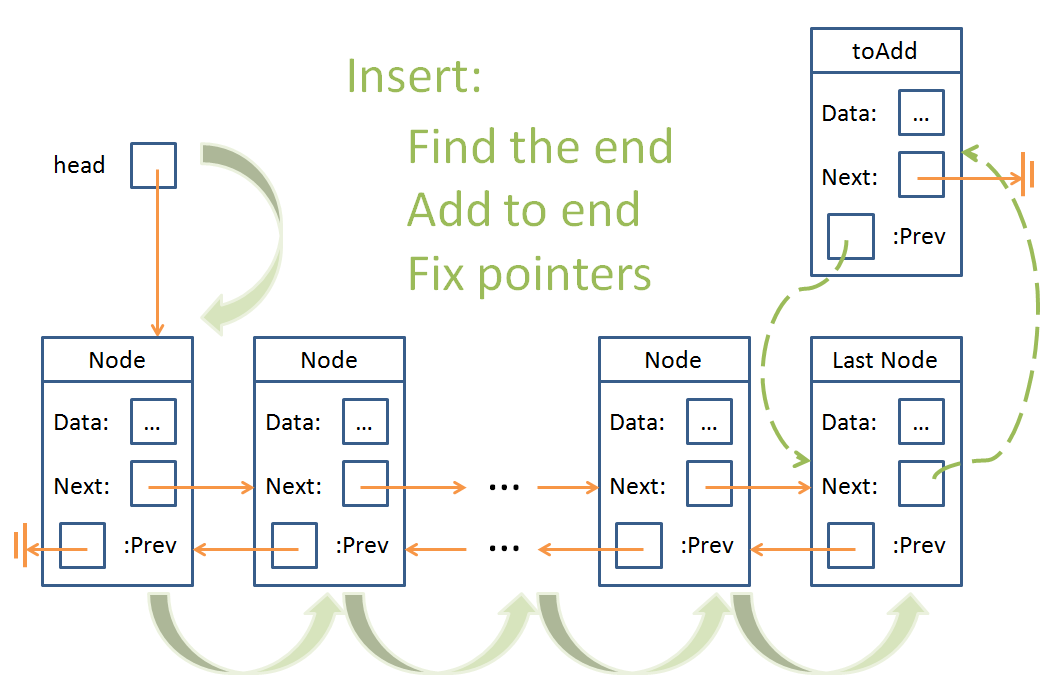 Insert:
Find the end
Add to end
Fix pointers
head
toAdd
Data: ...
Next:
:Prev
Node
Data: ...
Next:
:Prev
Node
Data: ...
Next:
:Prev
...
...
Node
Data: ...
Next:
:Prev
Last Node
Data: ...
Next:
:Prev